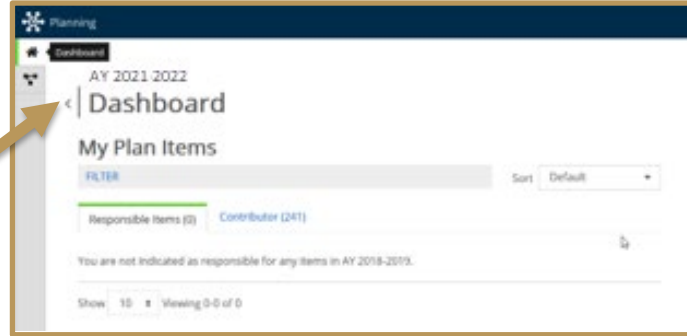 Planning
Dashboard
AY 2021 2022
Dashboard
My Plan Items
FILTER
Sort Default
Responsible Items (0) Contributor (241)
You are not indicated as responsible for any items in AY 2018-2019.
Show 10 Viewing 0-0 of 0